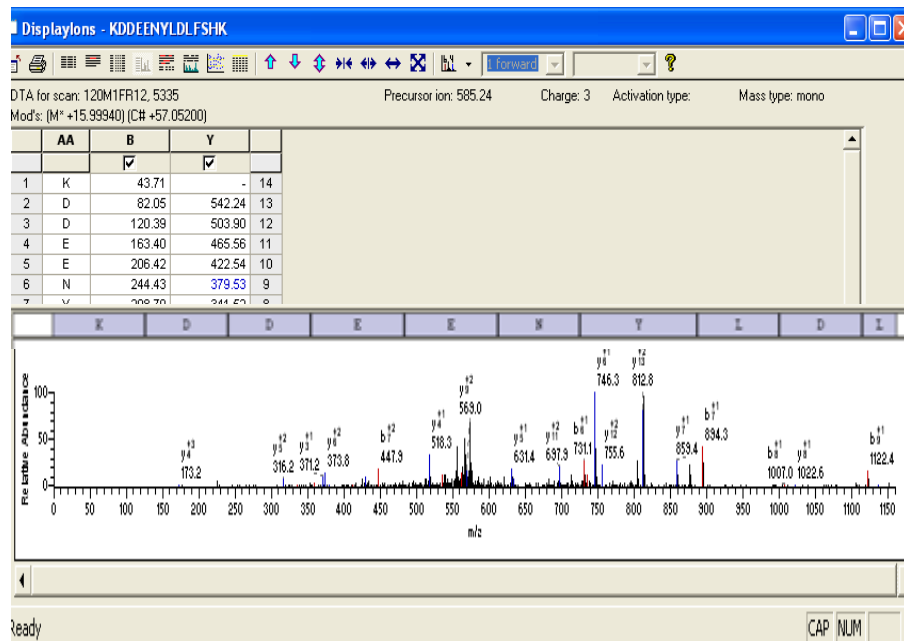 DisplayIons - KDDEENYLDLFSHK
1 forward
DTA for scan: 120M1FR12, 5335 Precursor ion: 585.24 Charge: 3 Activation type: Mass type: mono
Mod's: (M* +15.99940) (C# +57.05200)
AA B Y
1 K 43.71 - 14
2 D 82.05 542.24 13
3 D 120.39 503.90 12
4 E 163.40 465.56 11
5 E 206.42 422.54 10
6 N 244.43 379.53 9
K D D E E N Y L D L
Relative Abundance
100
50
0
173.2 316.2 371.2 373.8 447.9 518.3 569.0 631.4 697.9 731.1 746.3 755.6 812.8 859.4 894.3 1007.0 1022.6 1122.4
0 50 100 150 200 250 300 350 400 450 500 550 600 650 700 750 800 850 900 950 1000 1050 1100 1150
m/z
Ready CAP NUM